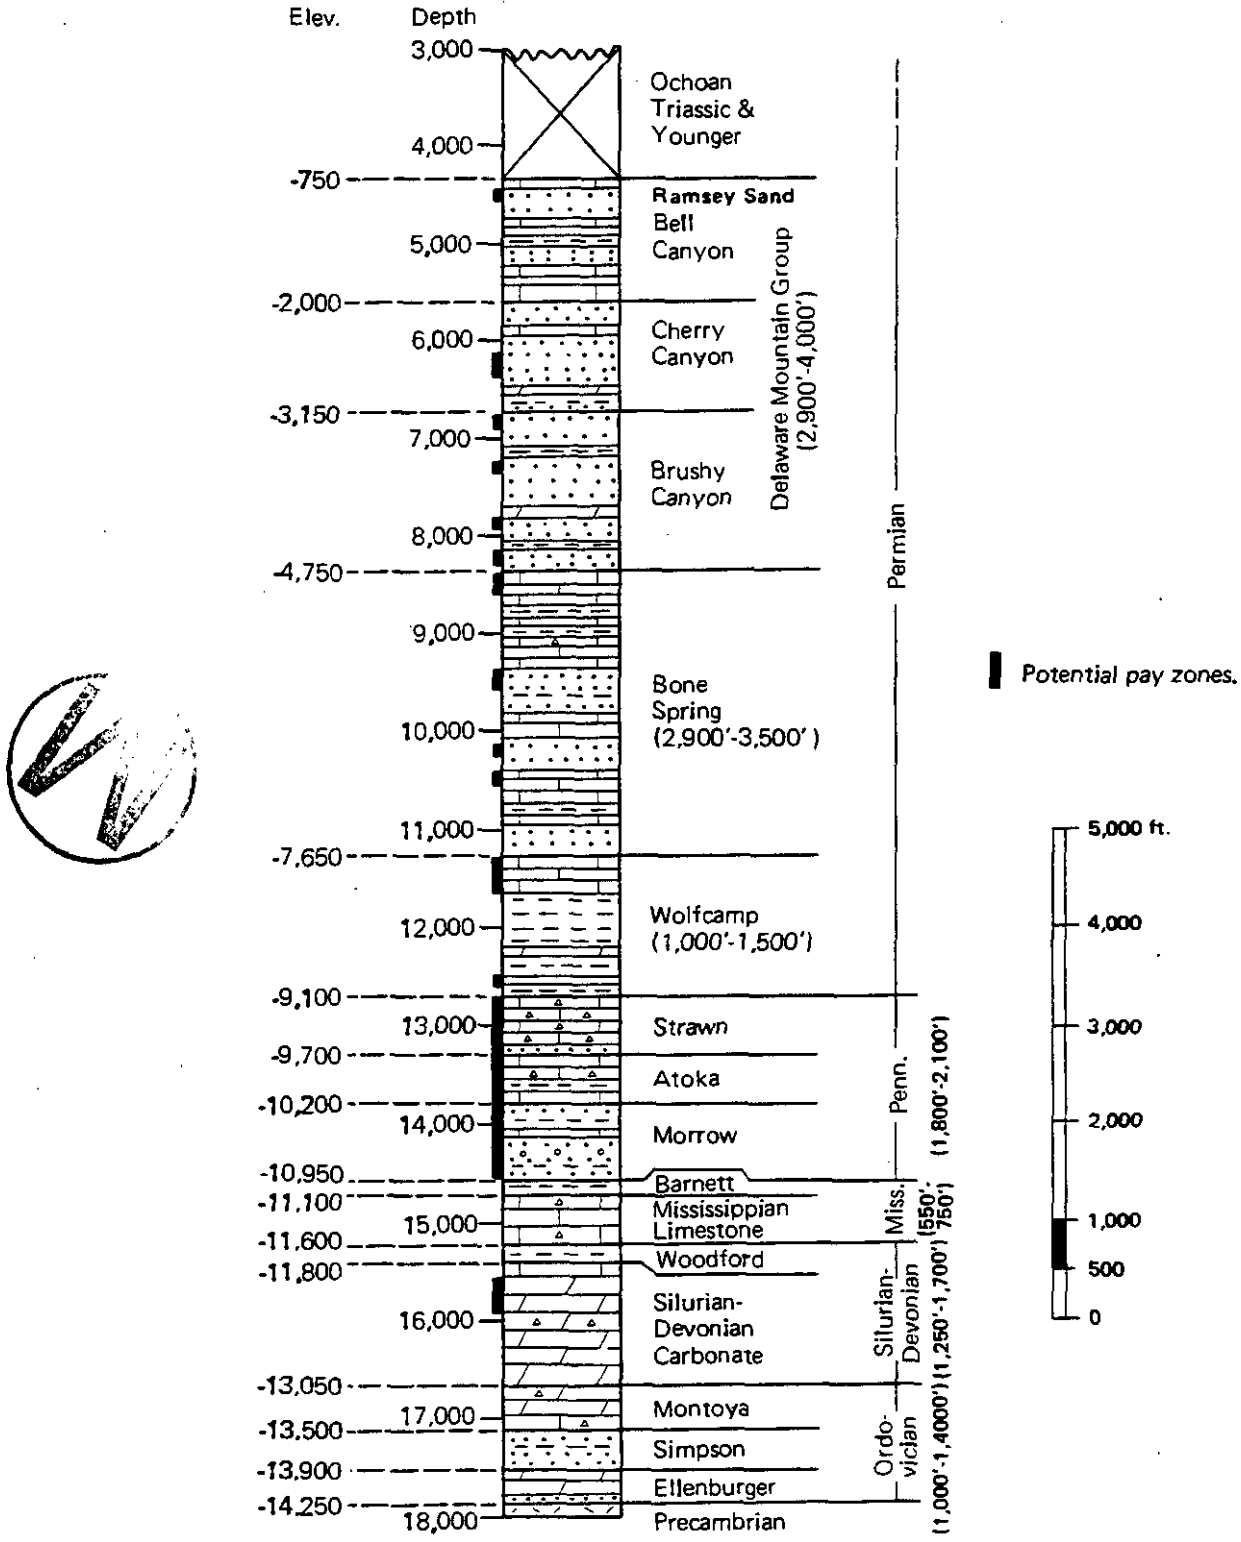 Elev.
Depth
3,000
Ochoan
Triassic &
Younger
4,000
-750
Ramsey Sand
Bell
Canyon
5,000
-2,000
Cherry
Canyon
6,000
-3,150
7,000
Brushy
Canyon
8,000
-4,750
Delaware Mountain Group
(2,900'-4,000')
Permian
9,000
Bone
Spring
(2,900'-3,500')
10,000
11,000
-7,650
Wolfcamp
(1,000'-1,500')
12,000
-9,100
13,000
Strawn
-9,700
Atoka
-10,200
14,000
Morrow
-10,950
Penn.
(1,800'-2,100')
Barnett
-11,100
Mississippian
Limestone
15,000
-11,600
Miss.
(550'-
750')
Woodford
-11,800
Silurian-
Devonian
Carbonate
16,000
Silurian-
Devonian
(1,250'-1,700')
-13,050
Montoya
17,000
-13,500
Simpson
-13,900
Ellenburger
-14,250
Ordo-
vician
(1,000'-1,4000')
18,000
Precambrian
Potential pay zones.
5,000 ft.
4,000
3,000
2,000
1,000
500
0